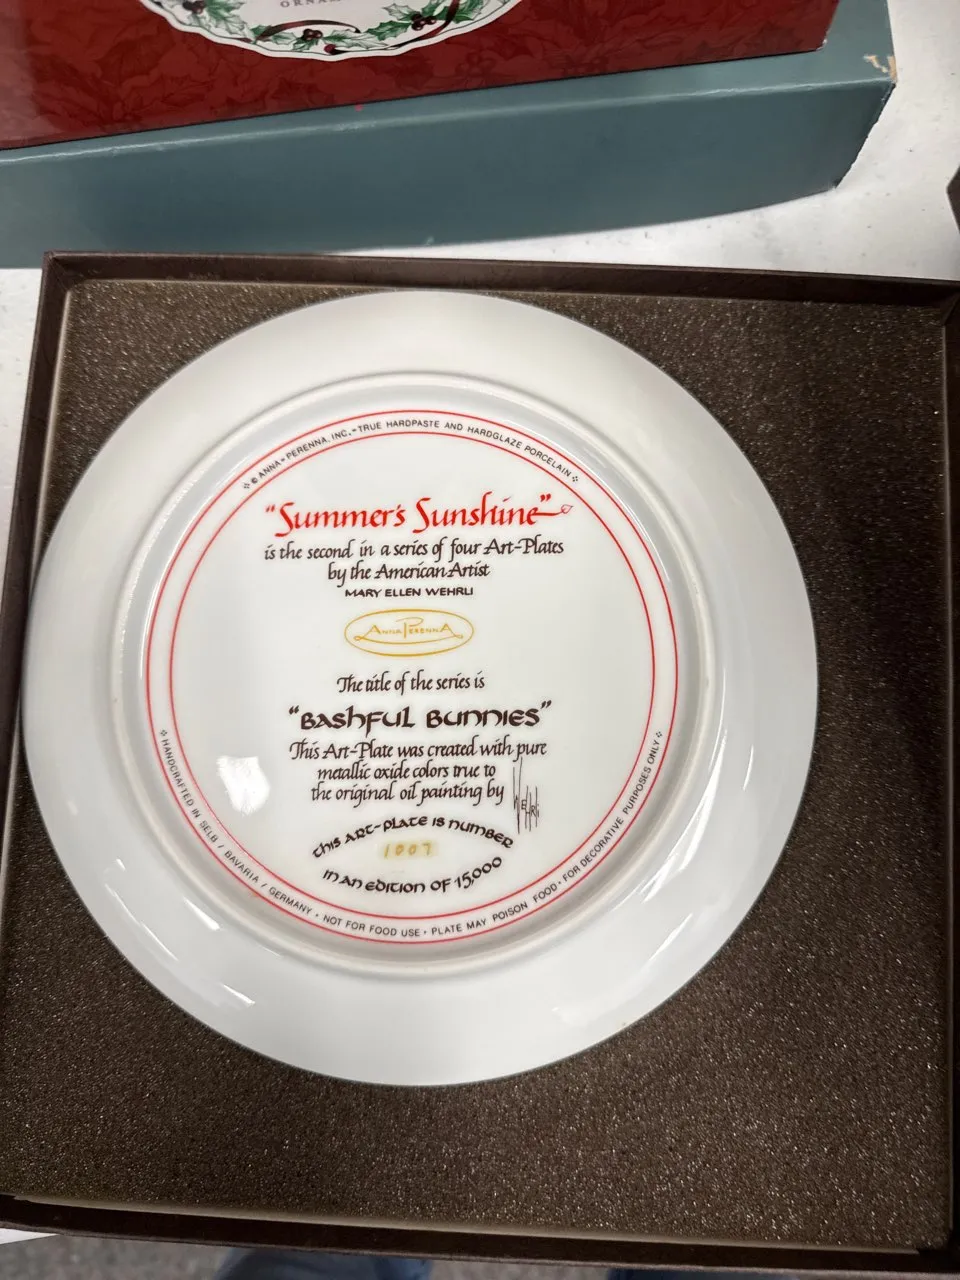 © ANNA-PERENNA, INC. • TRUE HARDPASTE AND HARDGLAZE PORCELAIN
"Summer's Sunshine"
is the second in a series of four Art-Plates
by the American Artist
MARY ELLEN WEHRLI
ANNA PERENNA
The title of the series is
"BASHFUL BUNNIES"
This Art-Plate was created with pure
metallic oxide colors true to
the original oil painting by WEHRLI
THIS ART-PLATE IS NUMBER
1007
IN AN EDITION OF 15,000
HANDCRAFTED IN SELB / BAVARIA / GERMANY • NOT FOR FOOD USE • PLATE MAY POISON FOOD • FOR DECORATIVE PURPOSES ONLY